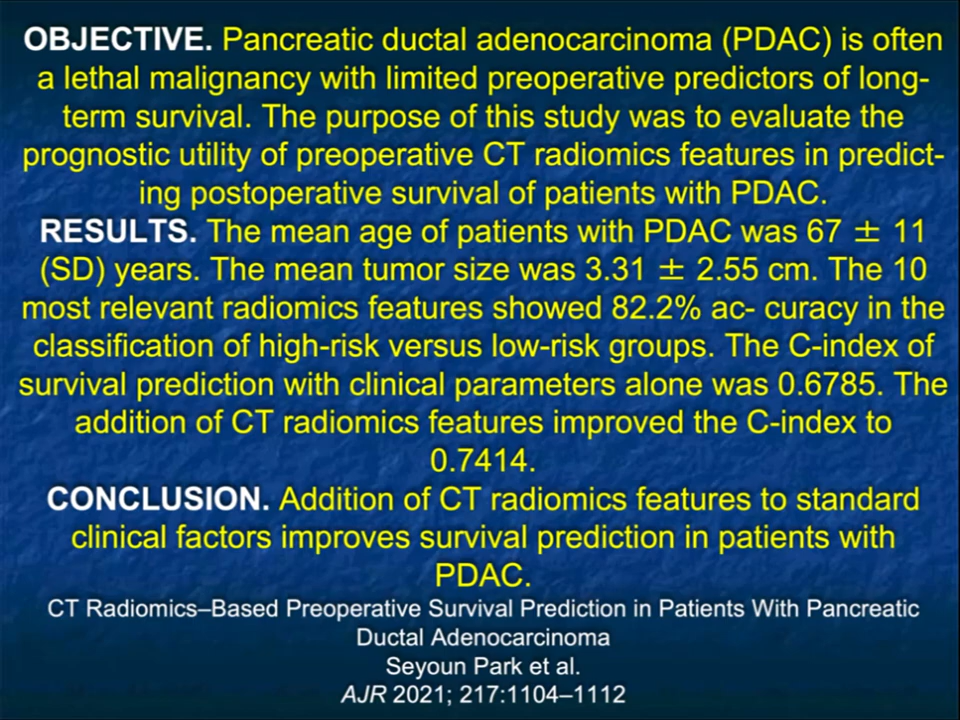 OBJECTIVE. Pancreatic ductal adenocarcinoma (PDAC) is often
a lethal malignancy with limited preoperative predictors of long-
term survival. The purpose of this study was to evaluate the
prognostic utility of preoperative CT radiomics features in predict-
ing postoperative survival of patients with PDAC.
RESULTS. The mean age of patients with PDAC was 67 ± 11
(SD) years. The mean tumor size was 3.31 ± 2.55 cm. The 10
most relevant radiomics features showed 82.2% ac- curacy in the
classification of high-risk versus low-risk groups. The C-index of
survival prediction with clinical parameters alone was 0.6785. The
addition of CT radiomics features improved the C-index to
0.7414.
CONCLUSION. Addition of CT radiomics features to standard
clinical factors improves survival prediction in patients with
PDAC.
CT Radiomics–Based Preoperative Survival Prediction in Patients With Pancreatic
Ductal Adenocarcinoma
Seyoun Park et al.
AJR 2021; 217:1104–1112